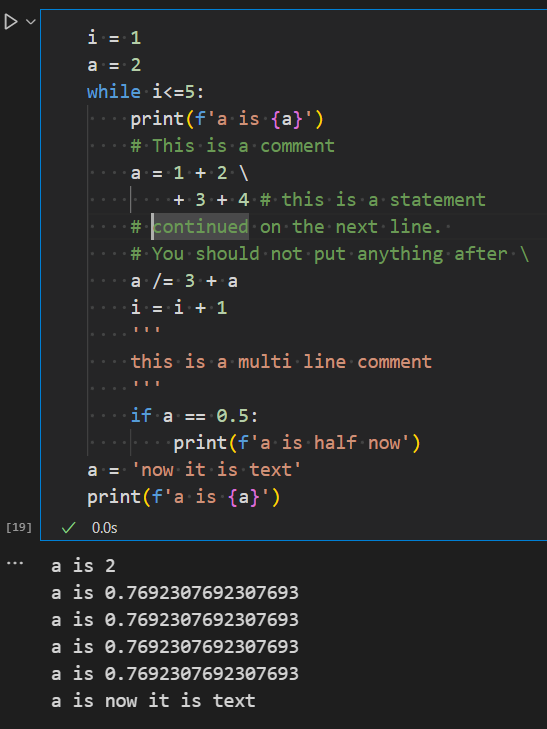 i = 1
a = 2
while i<=5:
    print(f'a is {a}')
    # This is a comment
    a = 1 + 2 \
        + 3 + 4 # this is a statement
    # continued on the next line.
    # You should not put anything after \
    a /= 3 + a
    i = i + 1
    '''
    this is a multi line comment
    '''
    if a == 0.5:
        print(f'a is half now')
a = 'now it is text'
print(f'a is {a}')
[19] ✓ 0.0s
... a is 2
a is 0.7692307692307693
a is 0.7692307692307693
a is 0.7692307692307693
a is 0.7692307692307693
a is now it is text